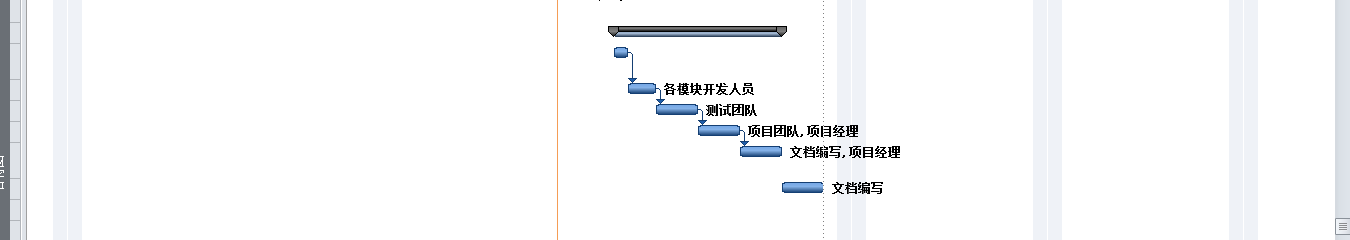 各模块开发人员
测试团队
项目团队, 项目经理
文档编写, 项目经理
文档编写